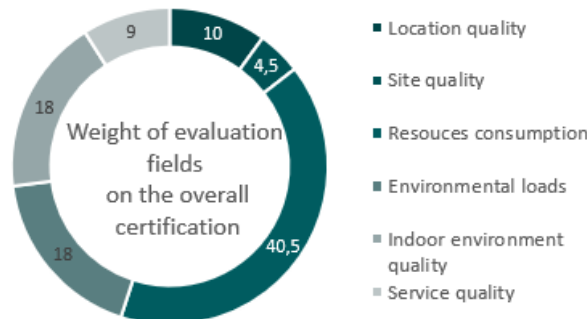 9
10
4,5
18
40,5
18
Weight of evaluation
fields
on the overall
certification
Location quality
Site quality
Resouces consumption
Environmental loads
Indoor environment
quality
Service quality